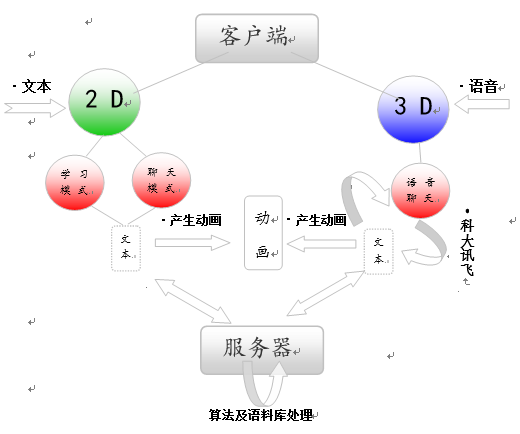 客户端
·文本
2 D
3 D
·语音
学 习
模 式
聊 天
模 式
语 音
聊 天
·产生动画
动
画
·产生动画
文
本
文
本
·科大讯飞
服务器
算法及语料库处理